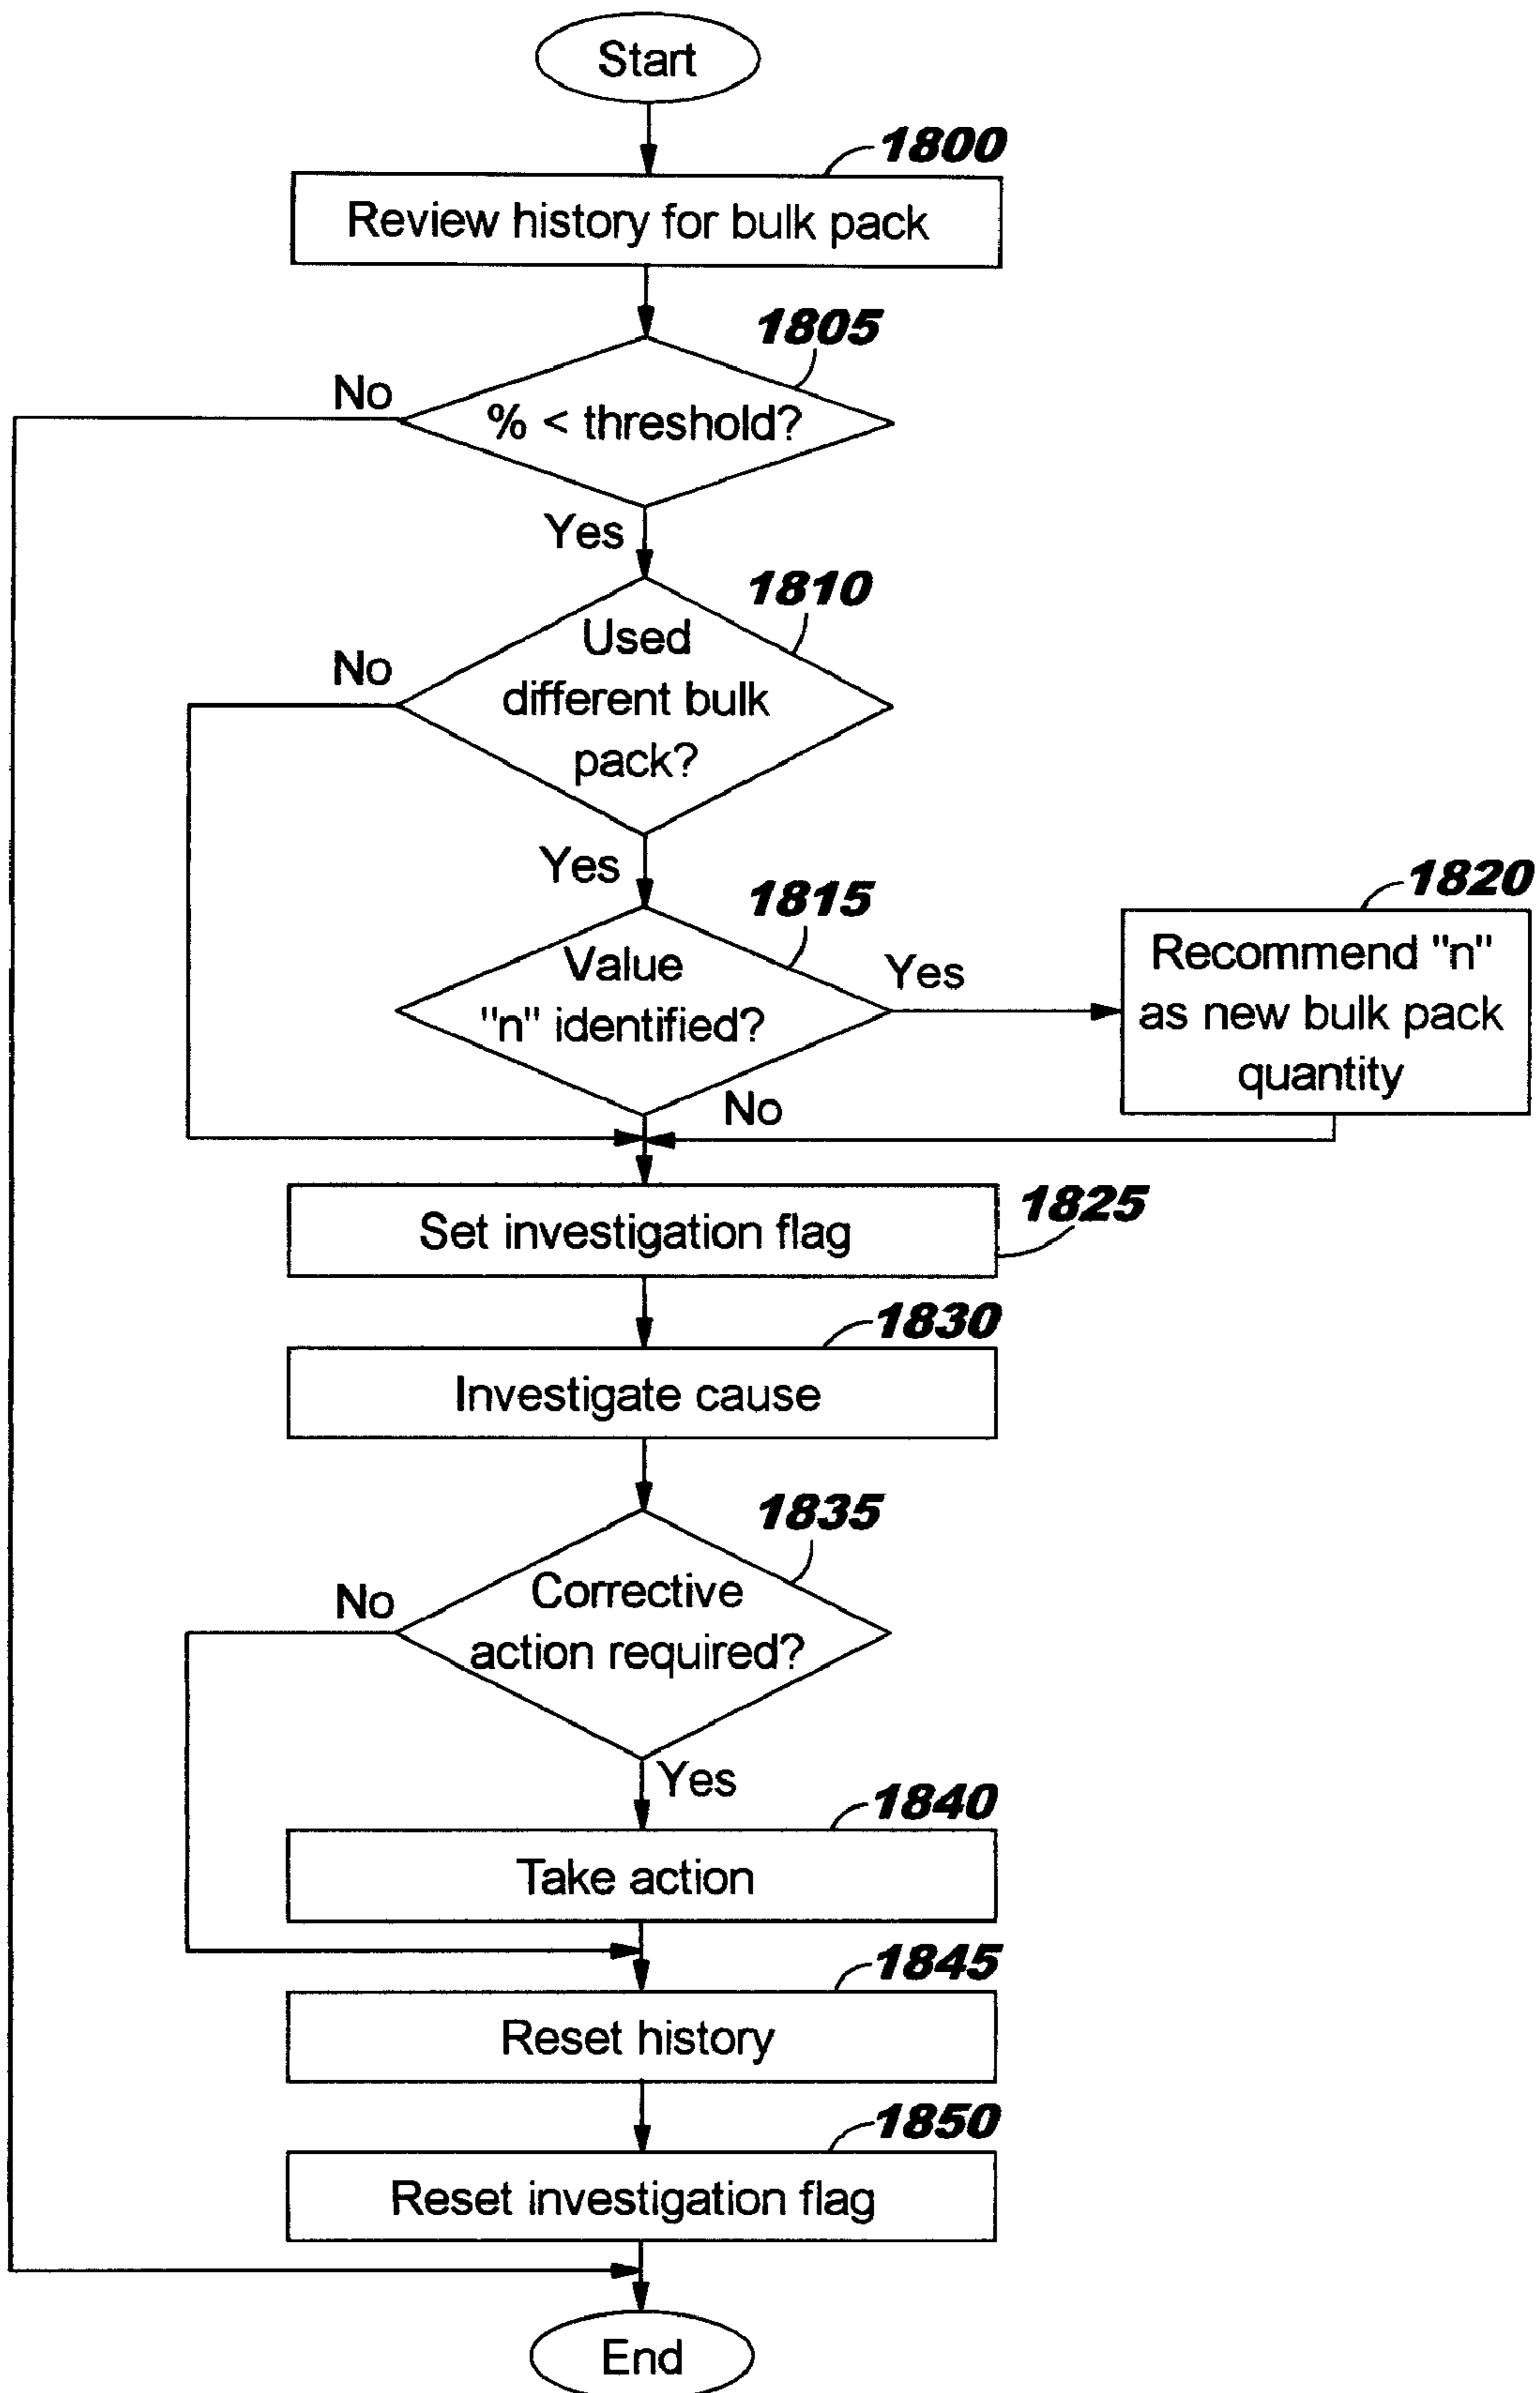 Start
1800
Review history for bulk pack
1805
No
% < threshold?
Yes
1810
No
Used
different bulk
pack?
Yes
1815
Value
"n" identified?
Yes
1820
Recommend "n"
as new bulk pack
quantity
No
1825
Set investigation flag
1830
Investigate cause
1835
No
Corrective
action required?
Yes
1840
Take action
1845
Reset history
1850
Reset investigation flag
End